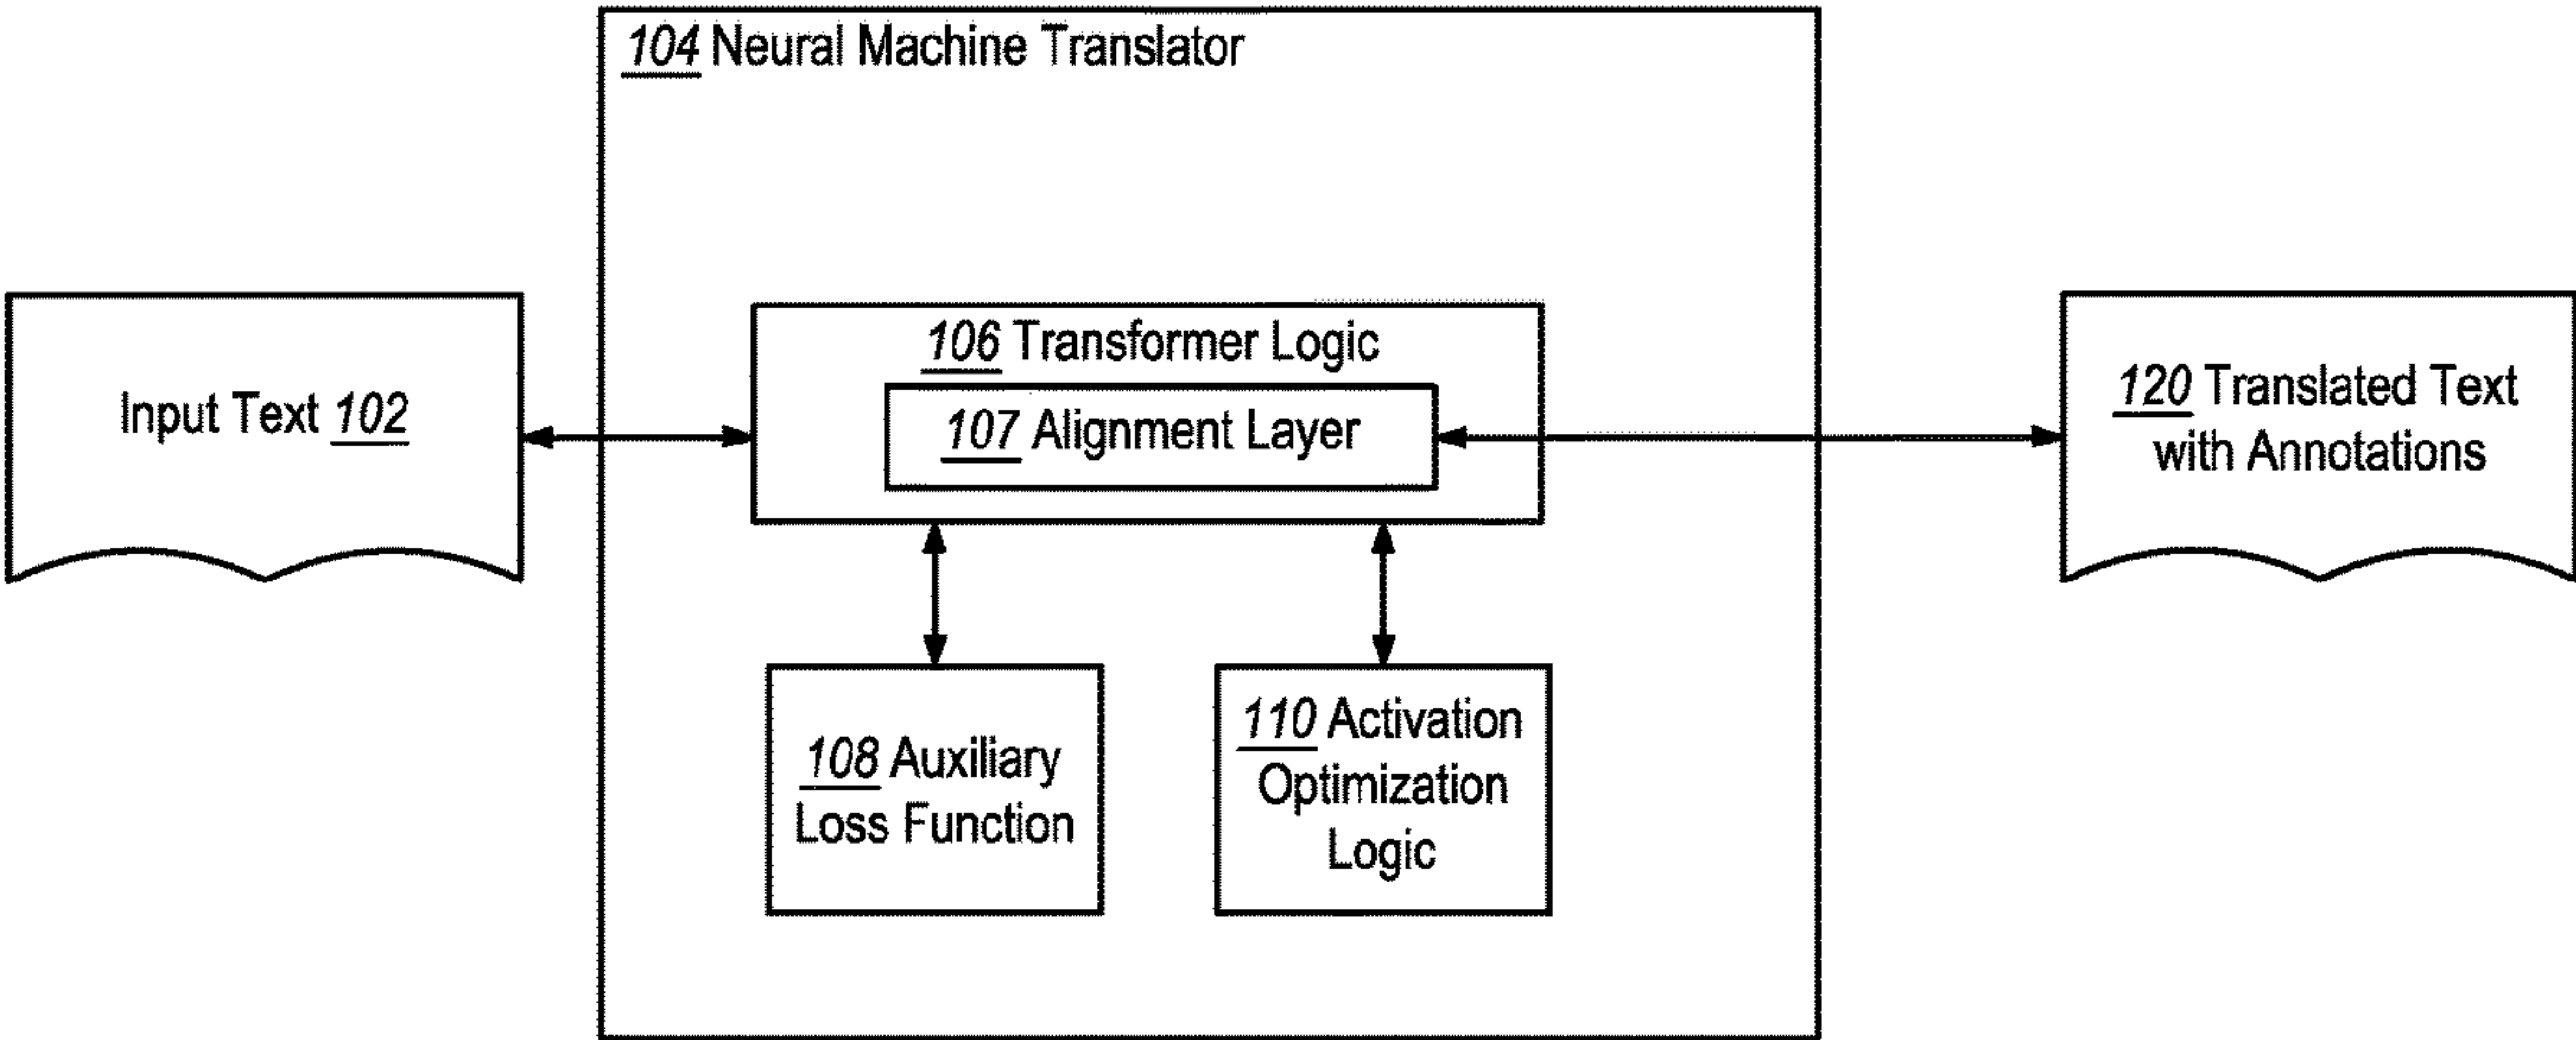 104 Neural Machine Translator
Input Text 102
106 Transformer Logic
107 Alignment Layer
120 Translated Text
with Annotations
108 Auxiliary
Loss Function
110 Activation
Optimization
Logic